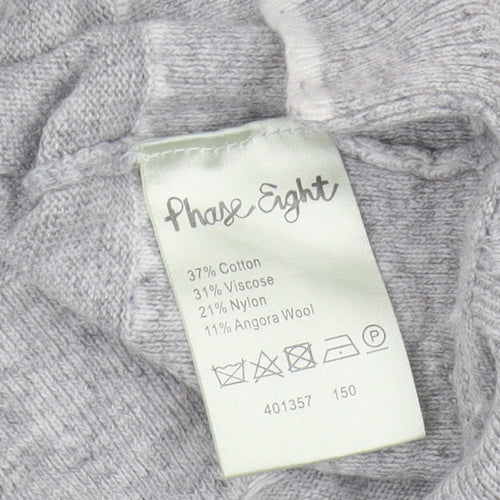 Phase Eight
37% Cotton
31% Viscose
21% Nylon
11% Angora Wool
P
401357 150